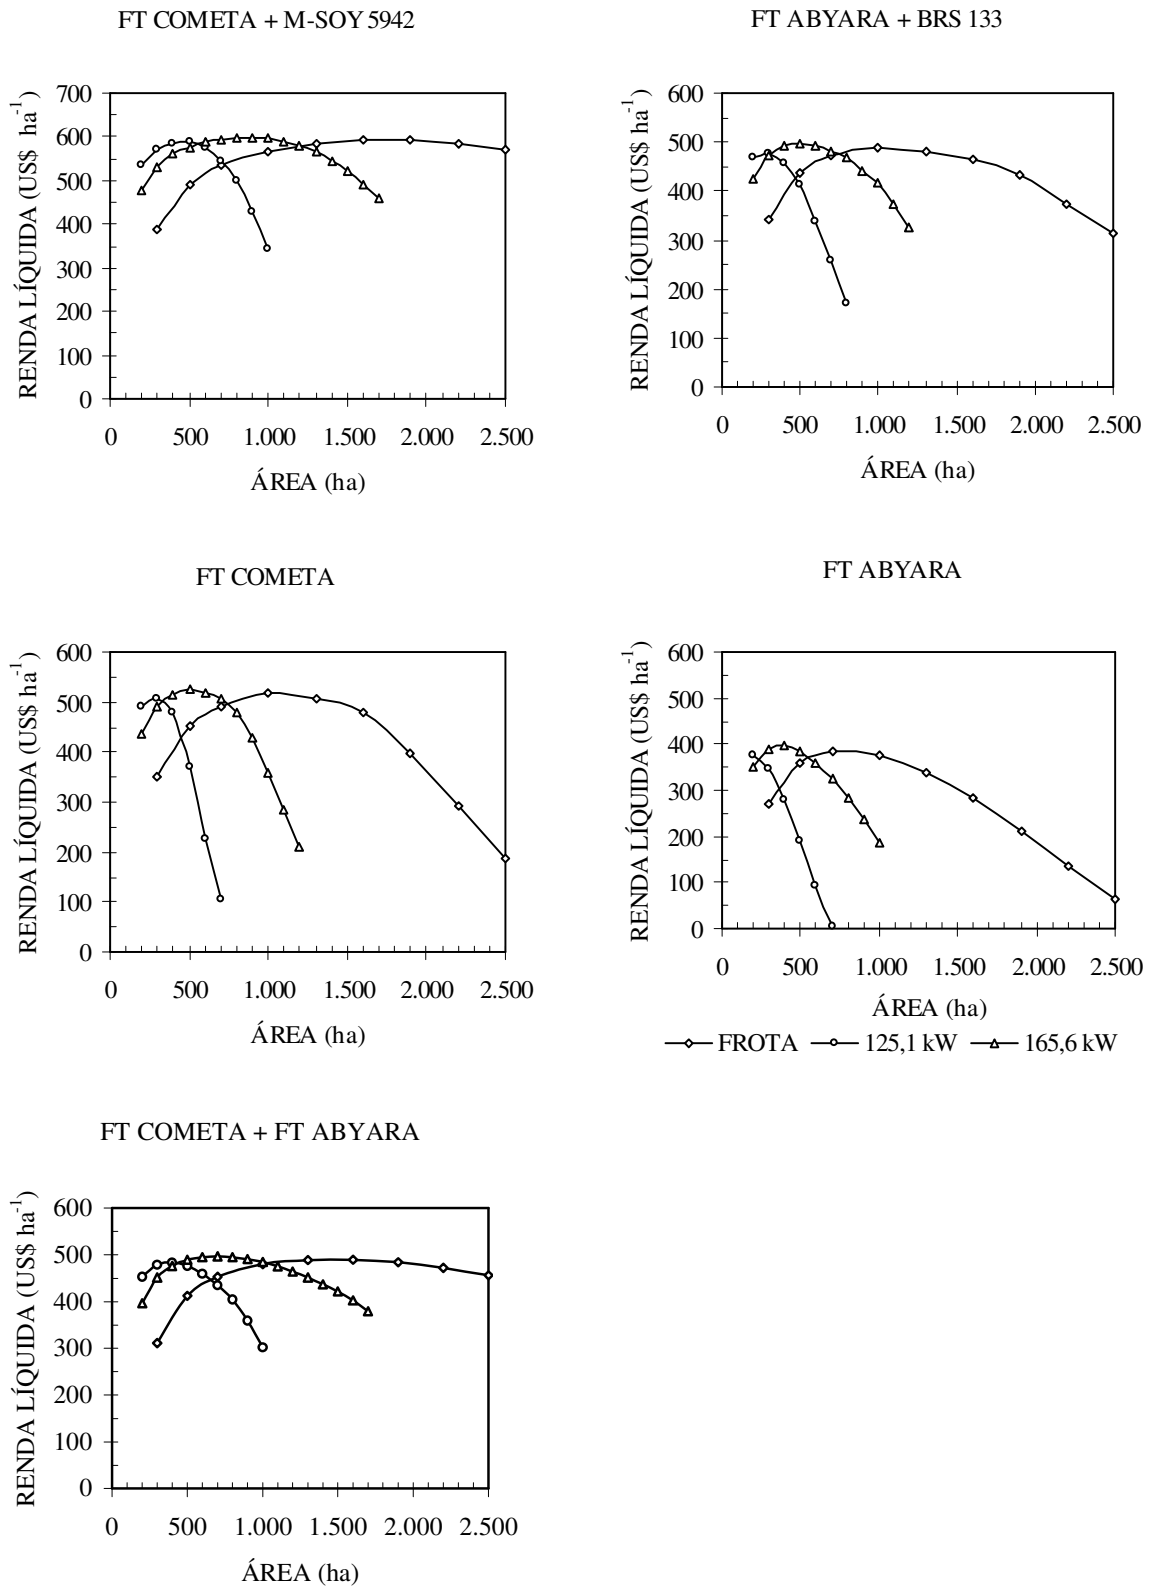 FT COMETA + M-SOY 5942
RENDA LÍQUIDA (US$ ha⁻¹)
700
600
500
400
300
200
100
0
0 500 1.000 1.500 2.000 2.500
ÁREA (ha)
FT ABYARA + BRS 133
RENDA LÍQUIDA (US$ ha⁻¹)
600
500
400
300
200
100
0
0 500 1.000 1.500 2.000 2.500
ÁREA (ha)
FT COMETA
RENDA LÍQUIDA (US$ ha⁻¹)
600
500
400
300
200
100
0
0 500 1.000 1.500 2.000 2.500
ÁREA (ha)
FT ABYARA
RENDA LÍQUIDA (US$ ha⁻¹)
600
500
400
300
200
100
0
0 500 1.000 1.500 2.000 2.500
ÁREA (ha)
FROTA 125,1 kW 165,6 kW
FT COMETA + FT ABYARA
RENDA LÍQUIDA (US$ ha⁻¹)
600
500
400
300
200
100
0
0 500 1.000 1.500 2.000 2.500
ÁREA (ha)